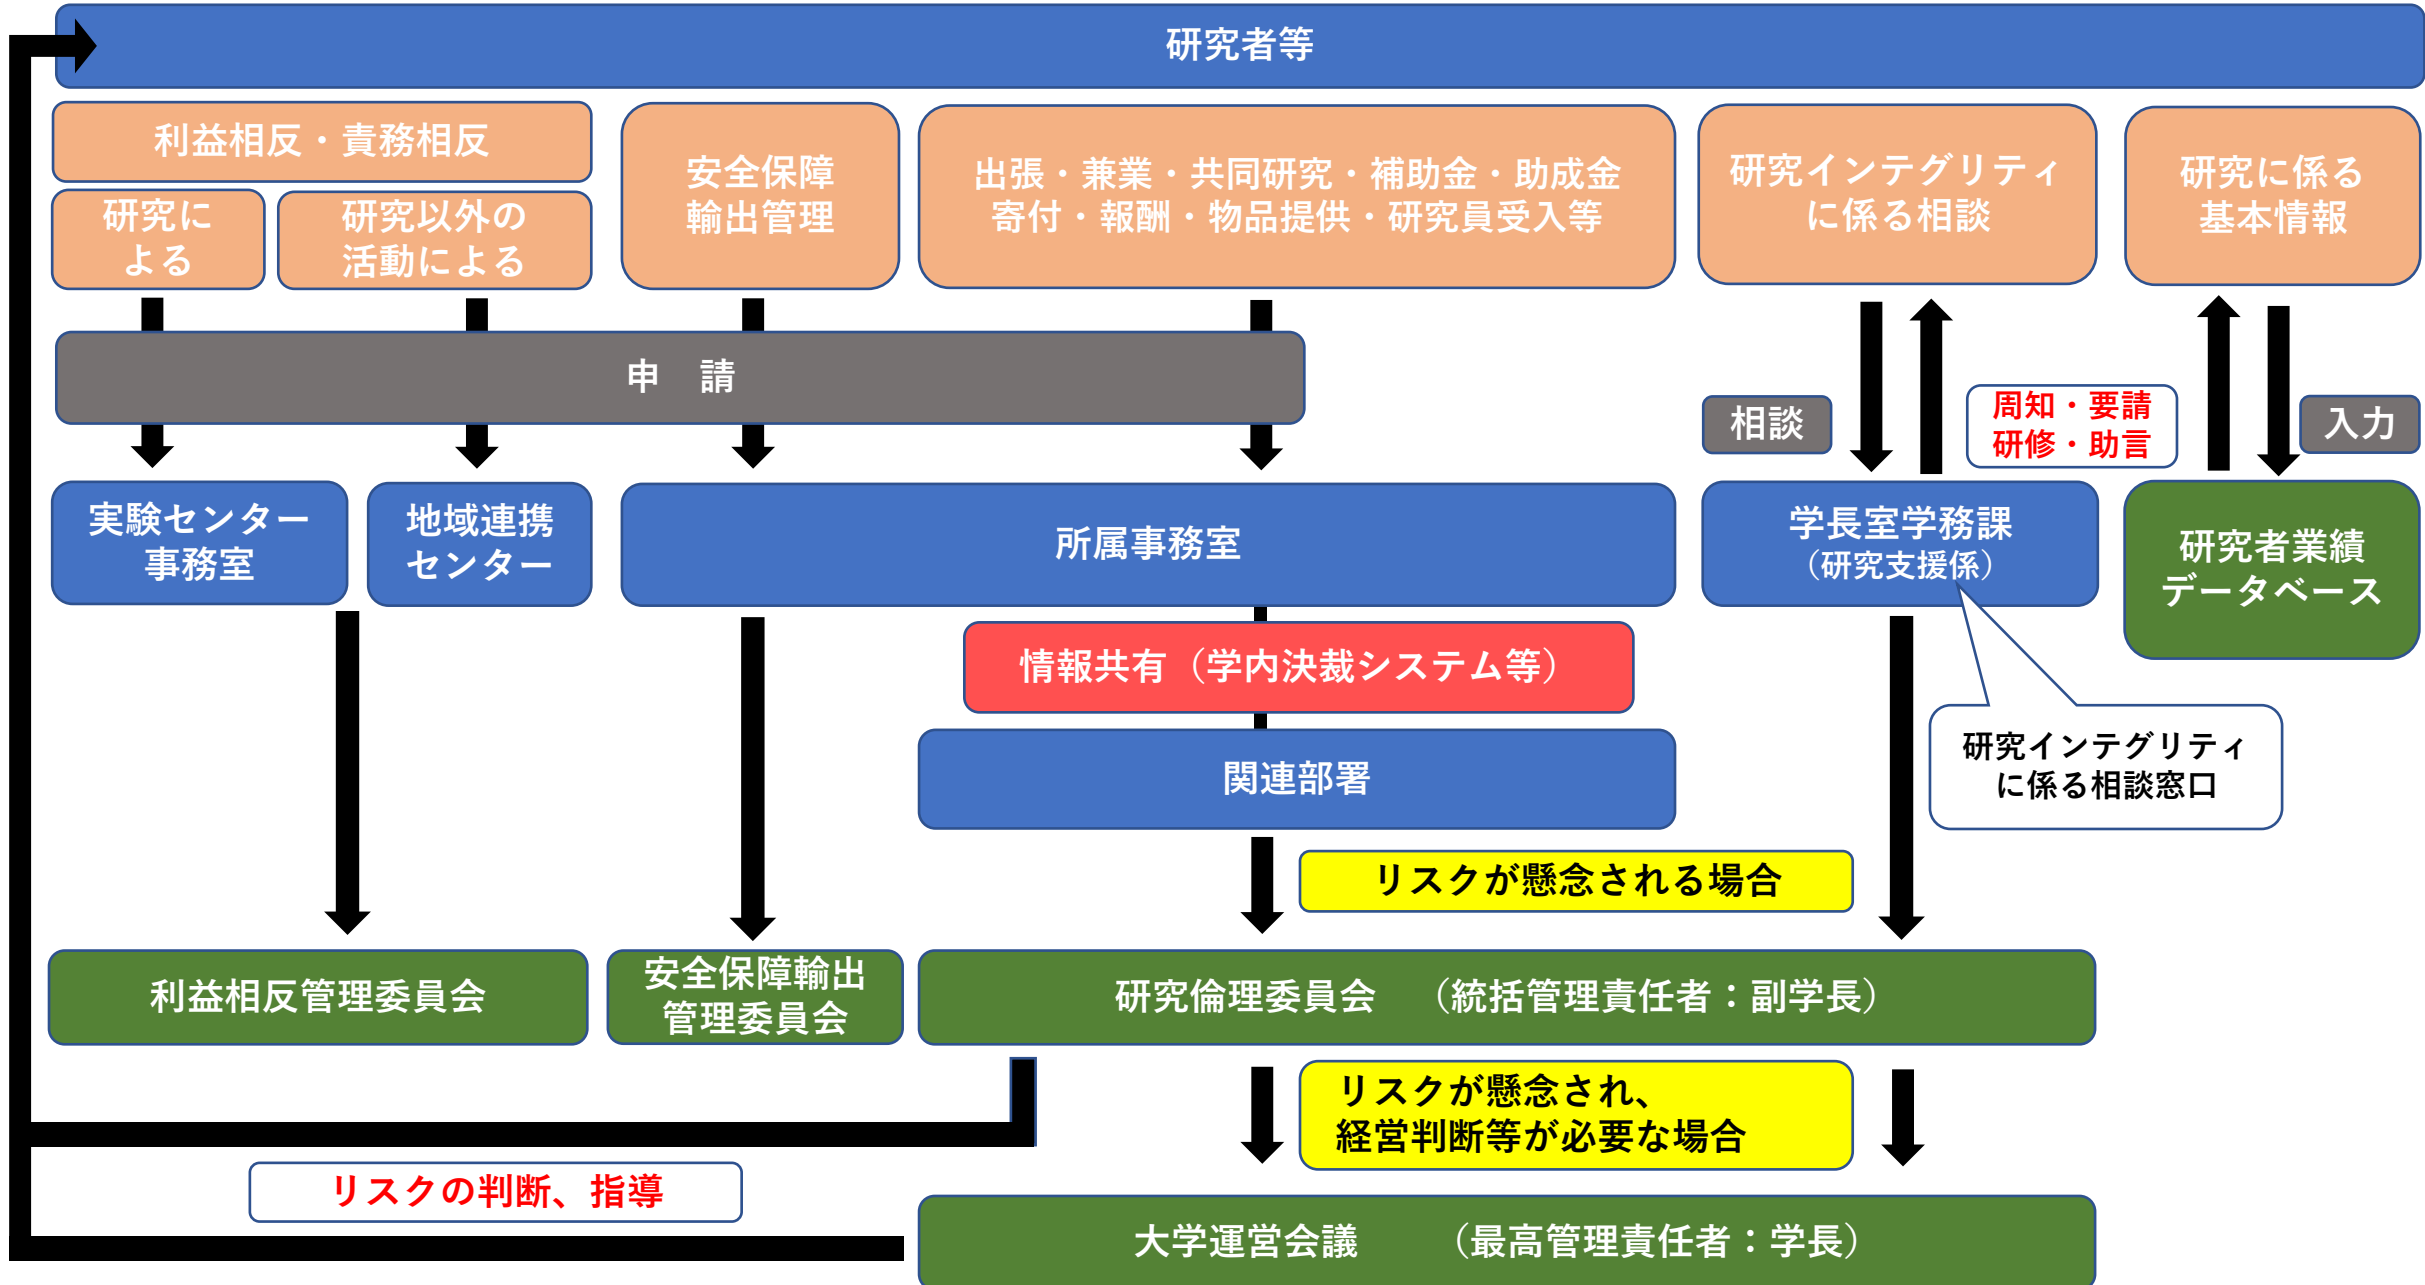 研究者等
利益相反・責務相反
研究に
よる
研究以外の
活動による
安全保障
輸出管理
出張・兼業・共同研究・補助金・助成金
寄付・報酬・物品提供・研究員受入等
研究インテグリティ
に係る相談
研究に係る
基本情報
申　請
相談
周知・要請
研修・助言
入力
実験センター
事務室
地域連携
センター
所属事務室
学長室学務課
（研究支援係）
研究者業績
データベース
情報共有（学内決裁システム等）
関連部署
研究インテグリティ
に係る相談窓口
リスクが懸念される場合
利益相反管理委員会
安全保障輸出
管理委員会
研究倫理委員会　（統括管理責任者：副学長）
リスクが懸念され、
経営判断等が必要な場合
リスクの判断、指導
大学運営会議　　（最高管理責任者：学長）